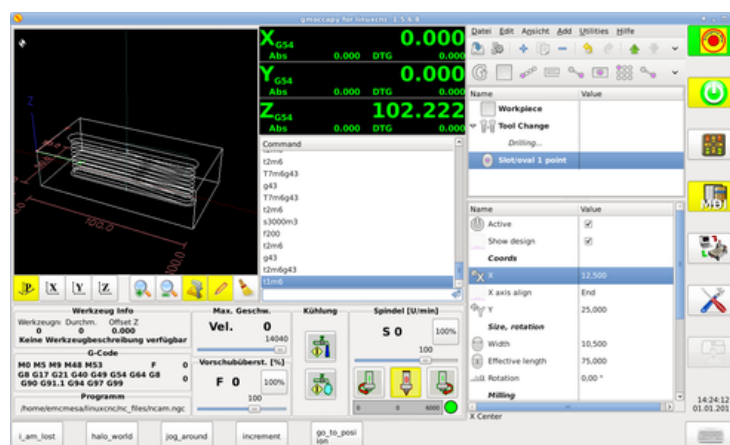 gmoccapy for linuxcnc 1.5.6.8
X G54 0.000
Abs 0.000 DTG 0.000
Y G54 0.000
Abs 0.000 DTG 0.000
Z G54 102.222
Abs 0.000 DTG 0.000
Z
100.0
Command
t2m6
t2m6
T7m6g43
g43
T7m6g43
t2m6
s3000m3
f200
t2m6
g43
t2m6g43
t1m6
Datei Edit Ansicht Add Utilities Hilfe
Name Value
Workpiece
Tool Change
Drilling...
Slot/oval 1 point
Name Value
Active
Show design
Coords
X 12,500
X axis align End
Y 25,000
Size, rotation
Width 10,500
Effective length 75,000
Rotation 0,00 °
Milling
X Center
MDI
14:24:12
01.01.201
P X Y Z
Werkzeug Info
Werkzeugnr Durchm. Offset Z
0 0 0.000
Keine Werkzeugbeschreibung verfügbar
G-Code
M0 M5 M9 M48 M53 F 0
G8 G17 G21 G40 G49 G54 G64 G8 0
G90 G91.1 G94 G97 G99
Programm
/home/emcmesa/linuxcnc/nc_files/ncam.ngc
Max. Geschw.
Vel. 0
14040
Vorschubüberst. [%]
F 0 100%
100
Kühlung
Spindel [U/min]
S 0 100%
100
0 0 6000
i_am_lost halo_world jog_around increment go_to_posi
ion